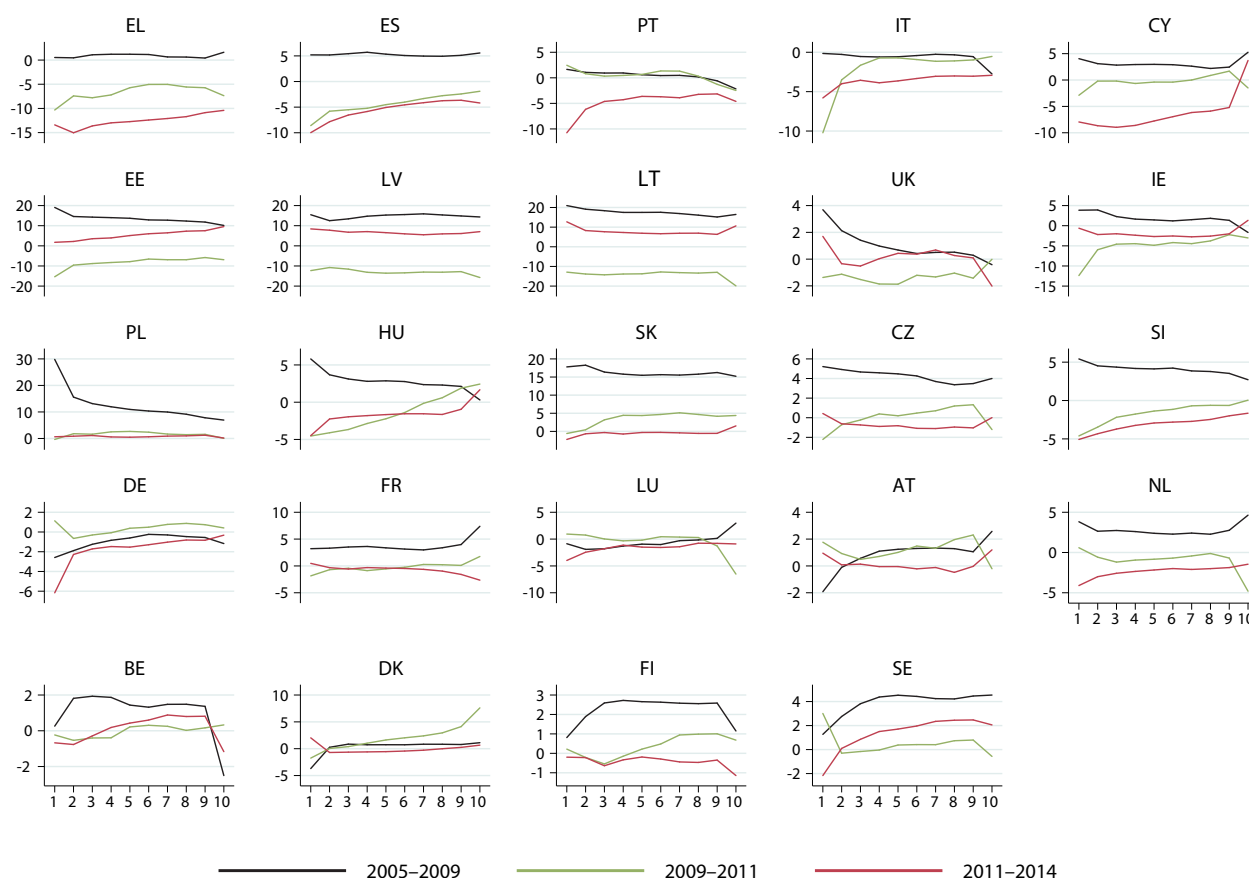 EL ES PT IT CY
0 -5 -10 -15
5 0 -5 -10
5 0 -5 -10
0 -5 -10
5 0 -5 -10
EE LV LT UK IE
20 10 0 -10 -20
20 10 0 -10 -20
20 10 0 -10 -20
4 2 0 -2
5 0 -5 -10 -15
PL HU SK CZ SI
30 20 10 0
5 0 -5
20 15 10 5 0
6 4 2 0 -2
5 0 -5
DE FR LU AT NL
2 0 -2 -4 -6
10 5 0 -5
5 0 -5 -10
4 2 0 -2
5 0 -5
1 2 3 4 5 6 7 8 9 10
BE DK FI SE
2 0 -2
10 5 0 -5
3 2 1 0 -1
4 2 0 -2
1 2 3 4 5 6 7 8 9 10
1 2 3 4 5 6 7 8 9 10
1 2 3 4 5 6 7 8 9 10
1 2 3 4 5 6 7 8 9 10
2005–2009 2009–2011 2011–2014